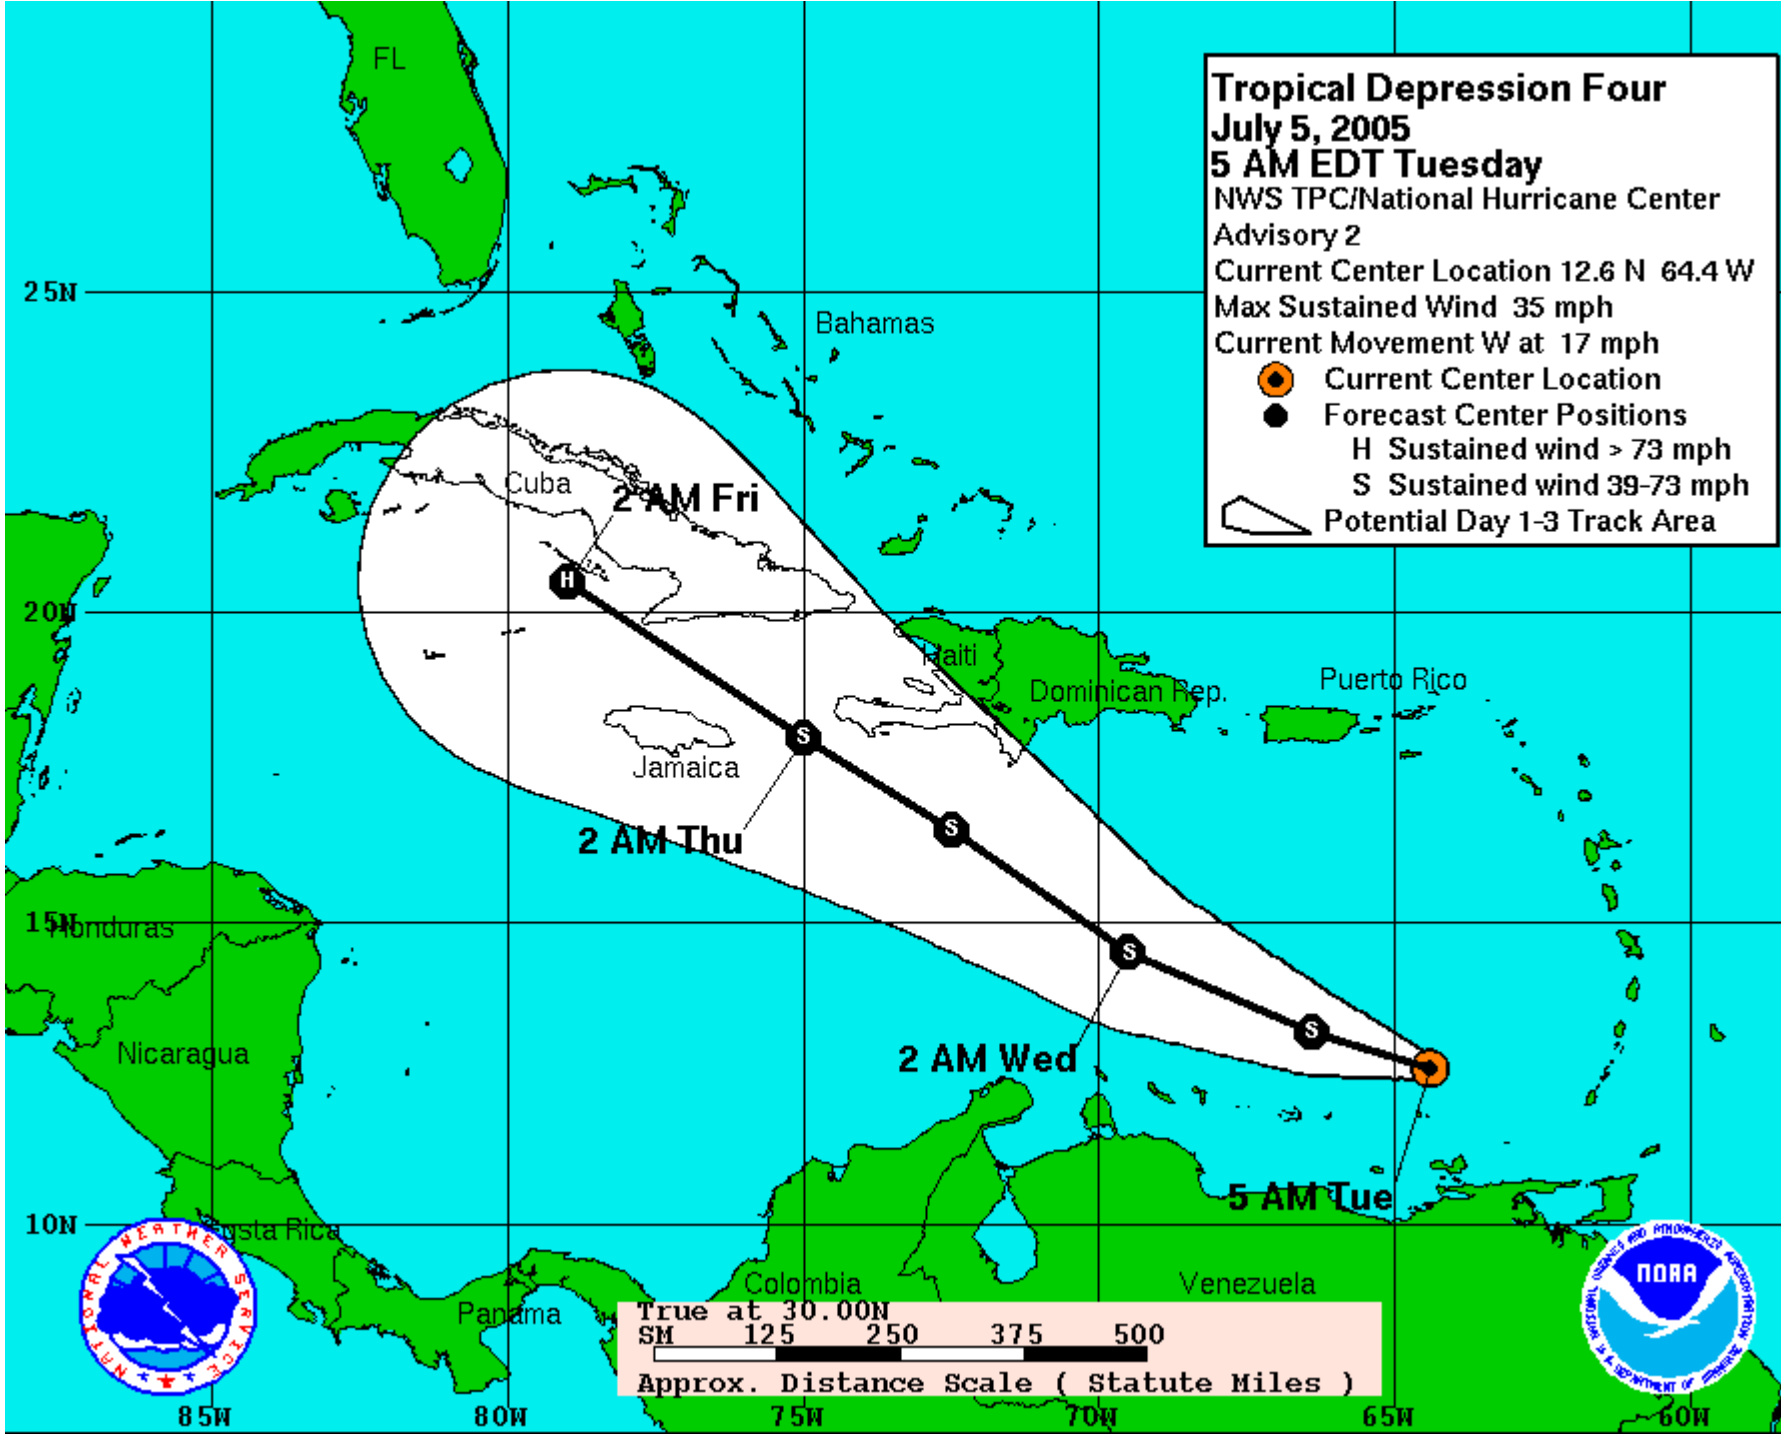 Tropical Depression Four
July 5, 2005
5 AM EDT Tuesday
NWS TPC/National Hurricane Center
Advisory 2
Current Center Location 12.6 N 64.4 W
Max Sustained Wind 35 mph
Current Movement W at 17 mph
Current Center Location
Forecast Center Positions
H Sustained wind > 73 mph
S Sustained wind 39-73 mph
Potential Day 1-3 Track Area
FL
25N
Bahamas
Cuba
2 AM Fri
H
20N
Haiti
Dominican Rep.
Puerto Rico
S
Jamaica
2 AM Thu
S
15N
Honduras
S
S
Nicaragua
2 AM Wed
5 AM Tue
10N
Costa Rica
Colombia
Venezuela
Panama
NATIONAL WEATHER SERVICE
NOAA
True at 30.00N
SM 125 250 375 500
Approx. Distance Scale ( Statute Miles )
85W 80W 75W 70W 65W 60W